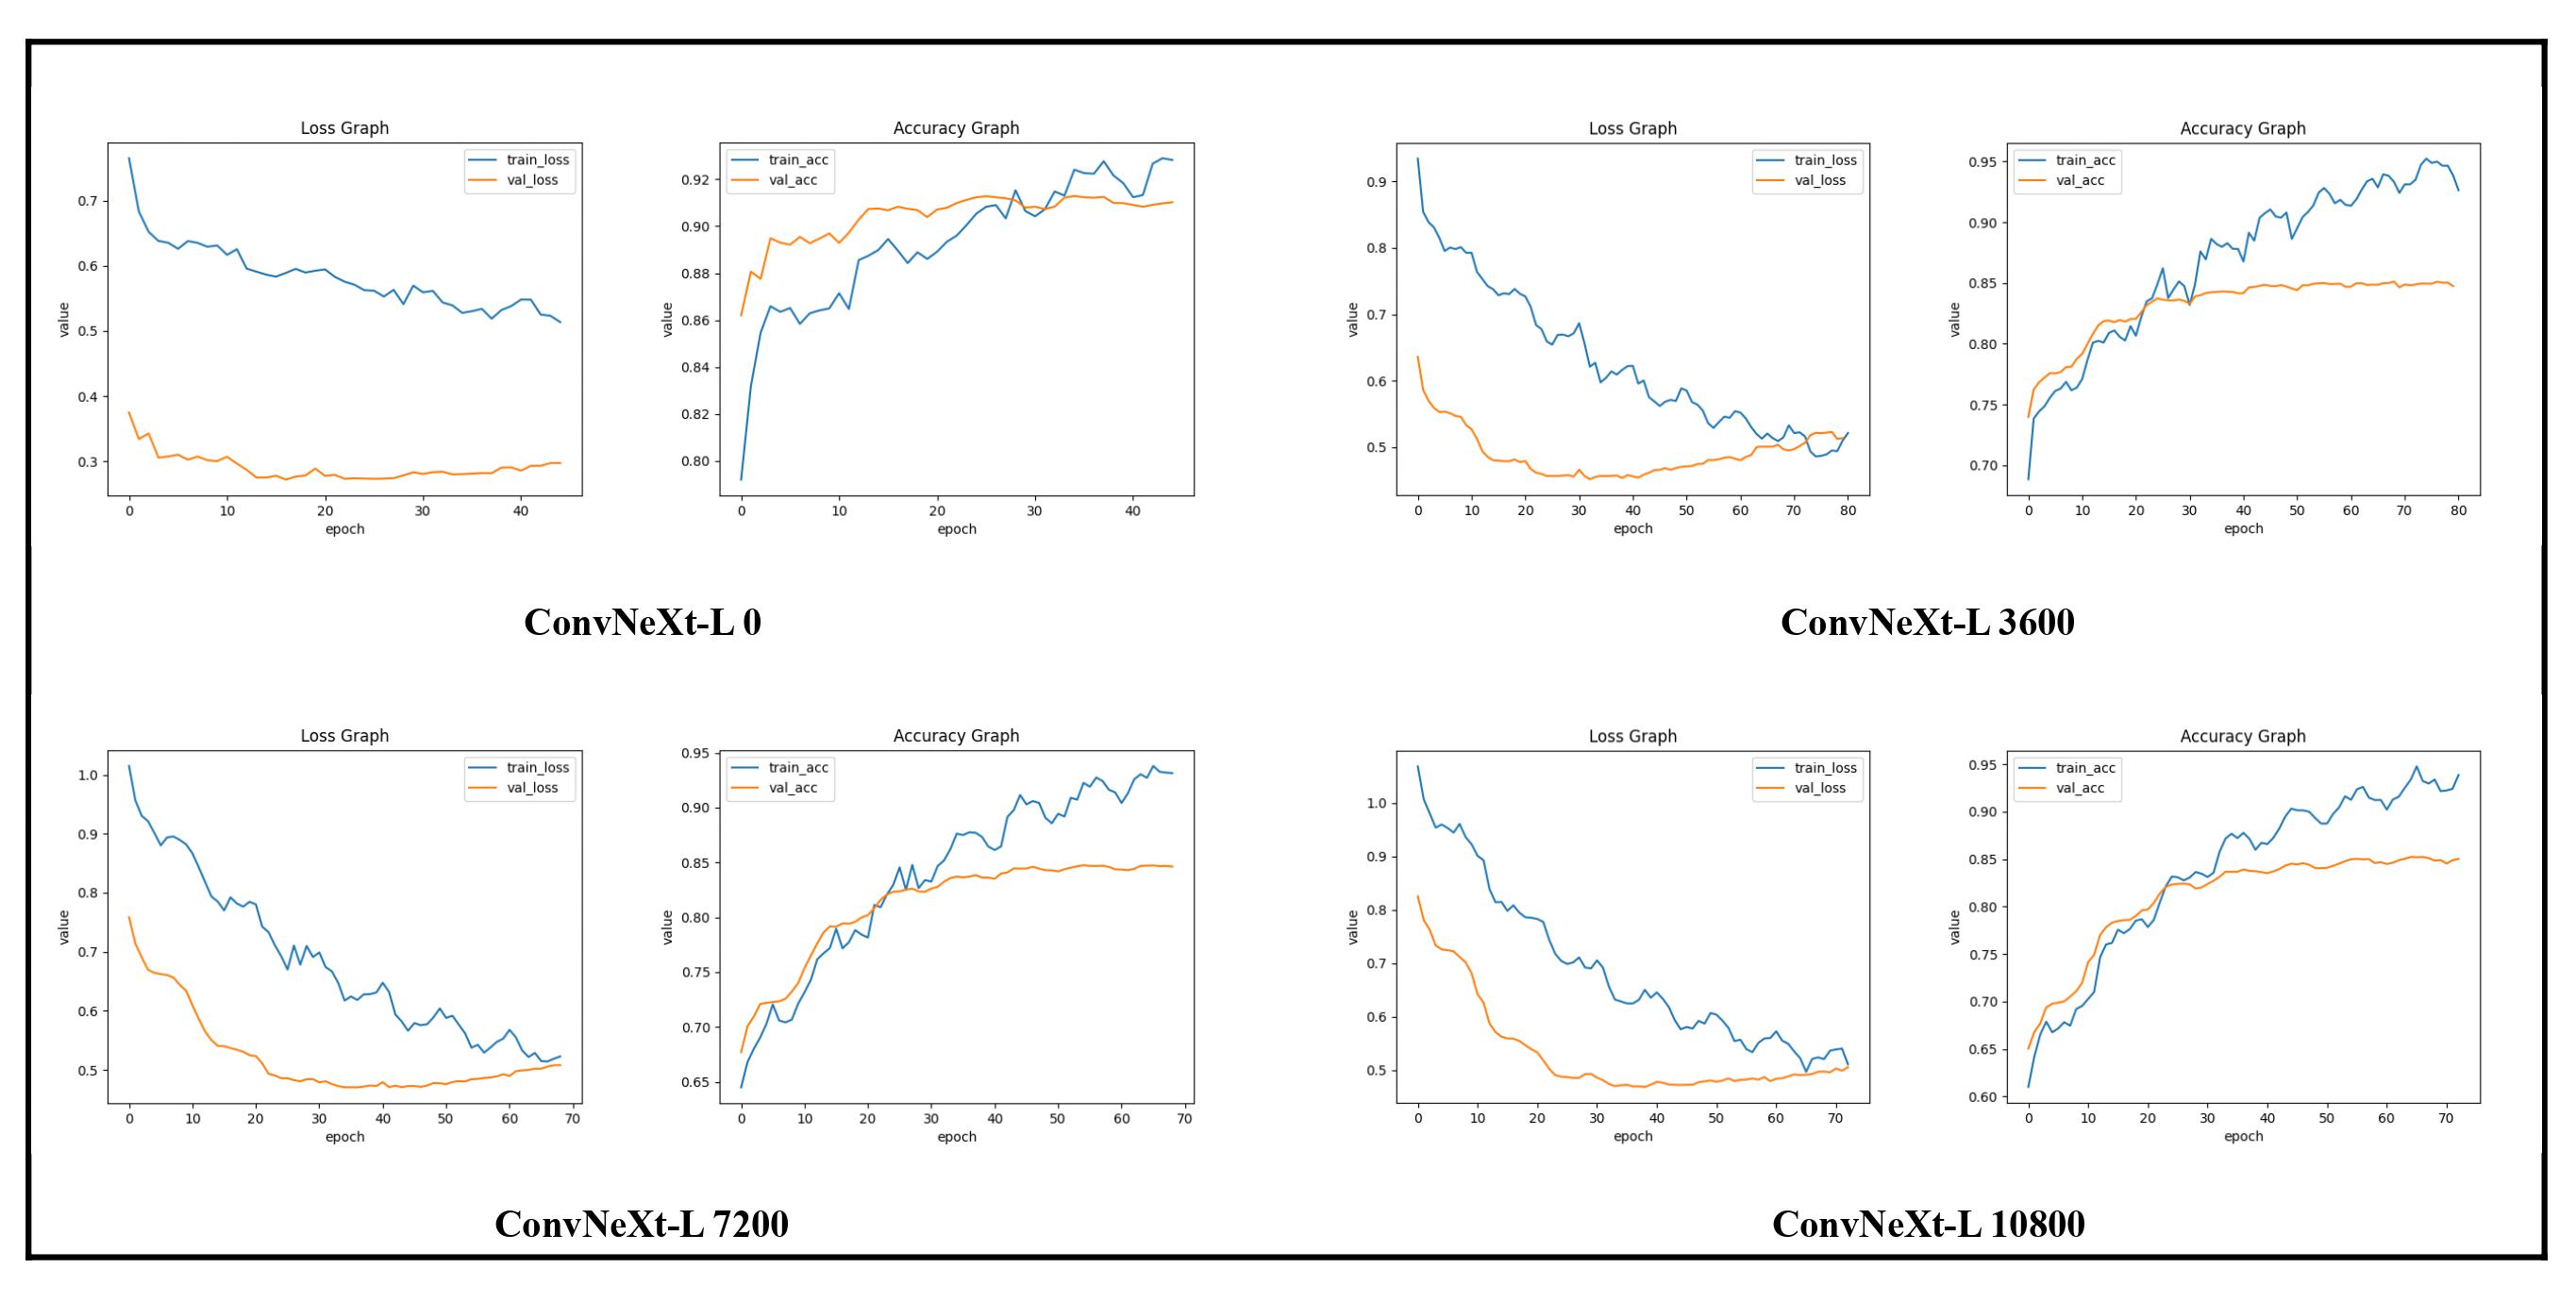 Loss Graph
train_loss
val_loss
0.7
0.6
0.5
0.4
0.3
value
0 10 20 30 40
epoch
Accuracy Graph
train_acc
val_acc
0.92
0.90
0.88
0.86
0.84
0.82
0.80
value
0 10 20 30 40
epoch
ConvNeXt-L 0
Loss Graph
train_loss
val_loss
0.9
0.8
0.7
0.6
0.5
value
0 10 20 30 40 50 60 70 80
epoch
Accuracy Graph
train_acc
val_acc
0.95
0.90
0.85
0.80
0.75
0.70
value
0 10 20 30 40 50 60 70 80
epoch
ConvNeXt-L 3600
Loss Graph
train_loss
val_loss
1.0
0.9
0.8
0.7
0.6
0.5
value
0 10 20 30 40 50 60 70
epoch
Accuracy Graph
train_acc
val_acc
0.95
0.90
0.85
0.80
0.75
0.70
0.65
value
0 10 20 30 40 50 60 70
epoch
ConvNeXt-L 7200
Loss Graph
train_loss
val_loss
1.0
0.9
0.8
0.7
0.6
0.5
value
0 10 20 30 40 50 60 70
epoch
Accuracy Graph
train_acc
val_acc
0.95
0.90
0.85
0.80
0.75
0.70
0.65
0.60
value
0 10 20 30 40 50 60 70
epoch
ConvNeXt-L 10800